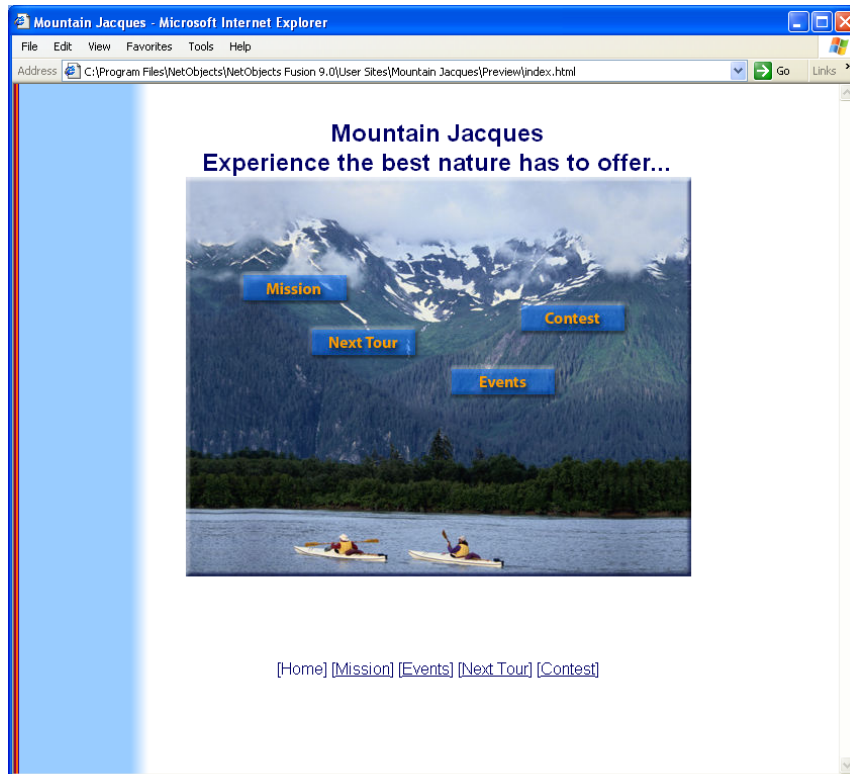 Mountain Jacques - Microsoft Internet Explorer
File Edit View Favorites Tools Help
Address C:\Program Files\NetObjects\NetObjects Fusion 9.0\User Sites\Mountain Jacques\Preview\index.html Go Links »
Mountain Jacques
Experience the best nature has to offer...
Mission
Contest
Next Tour
Events
[Home] [Mission] [Events] [Next Tour] [Contest]